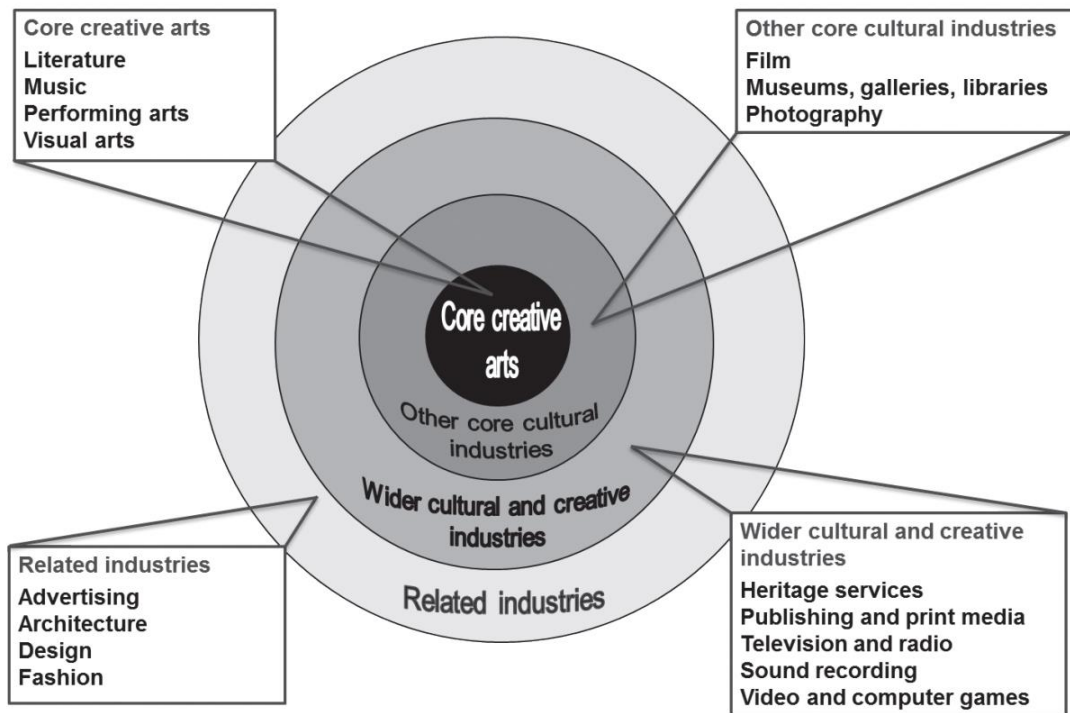 Core creative arts
Literature
Music
Performing arts
Visual arts
Other core cultural industries
Film
Museums, galleries, libraries
Photography
Core creative
arts
Other core cultural
industries
Wider cultural and creative
industries
Related industries
Related industries
Advertising
Architecture
Design
Fashion
Wider cultural and creative
industries
Heritage services
Publishing and print media
Television and radio
Sound recording
Video and computer games